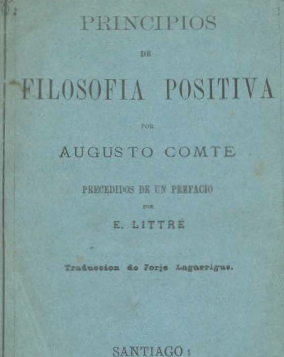 PRINCIPIOS
DE
FILOSOFIA POSITIVA
POR
AUGUSTO COMTE
PRECEDIDOS DE UN PREFACIO
POR
E. LITTRÉ
Traduccion de Jorje Lagarrigue.
SANTIAGO: